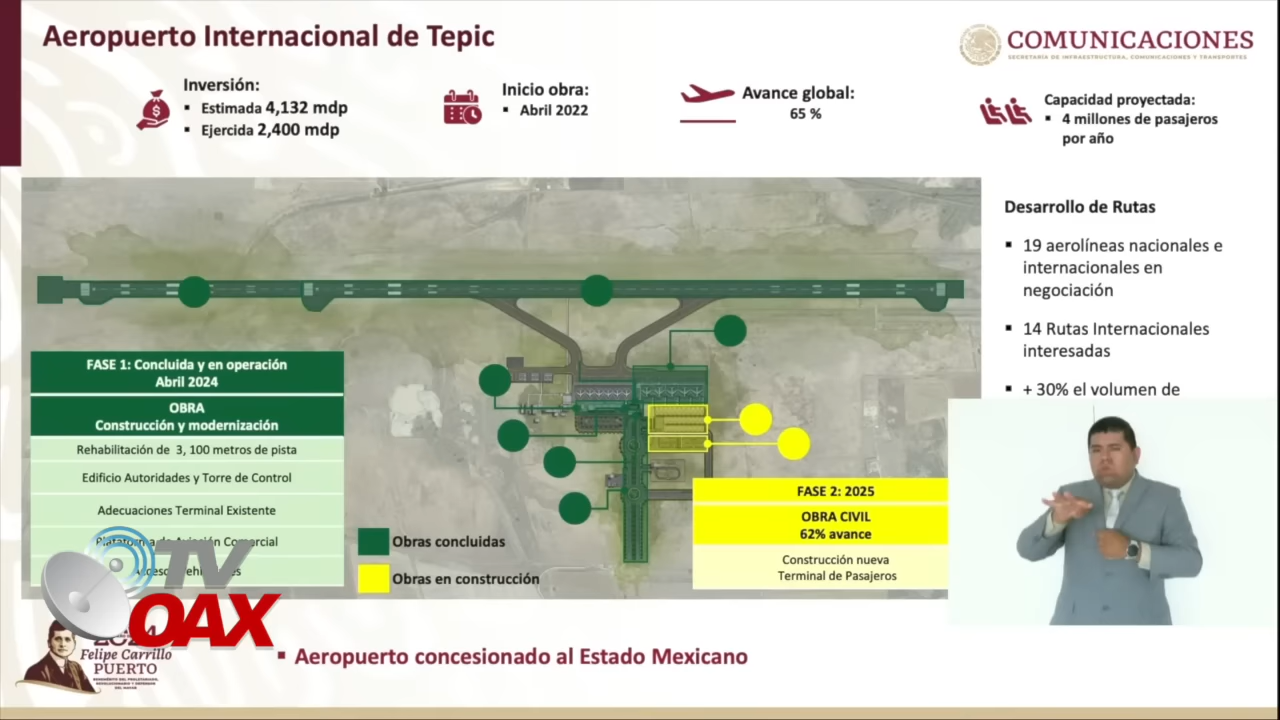 Aeropuerto Internacional de Tepic
COMUNICACIONES
SECRETARÍA DE INFRAESTRUCTURA, COMUNICACIONES Y TRANSPORTES
Inversión:
▪ Estimada 4,132 mdp
▪ Ejercida 2,400 mdp
Inicio obra:
▪ Abril 2022
Avance global:
65 %
Capacidad proyectada:
▪ 4 millones de pasajeros
por año
Desarrollo de Rutas
▪ 19 aerolíneas nacionales e
internacionales en
negociación
▪ 14 Rutas Internacionales
interesadas
▪ + 30% el volumen de
FASE 1: Concluida y en operación
Abril 2024
OBRA
Construcción y modernización
Rehabilitación de 3, 100 metros de pista
Edificio Autoridades y Torre de Control
Adecuaciones Terminal Existente
Plataforma de Aviación Comercial
Obras concluidas
Obras en construcción
FASE 2: 2025
OBRA CIVIL
62% avance
Construcción nueva
Terminal de Pasajeros
TV
OAX
Felipe Carrillo
PUERTO
▪ Aeropuerto concesionado al Estado Mexicano